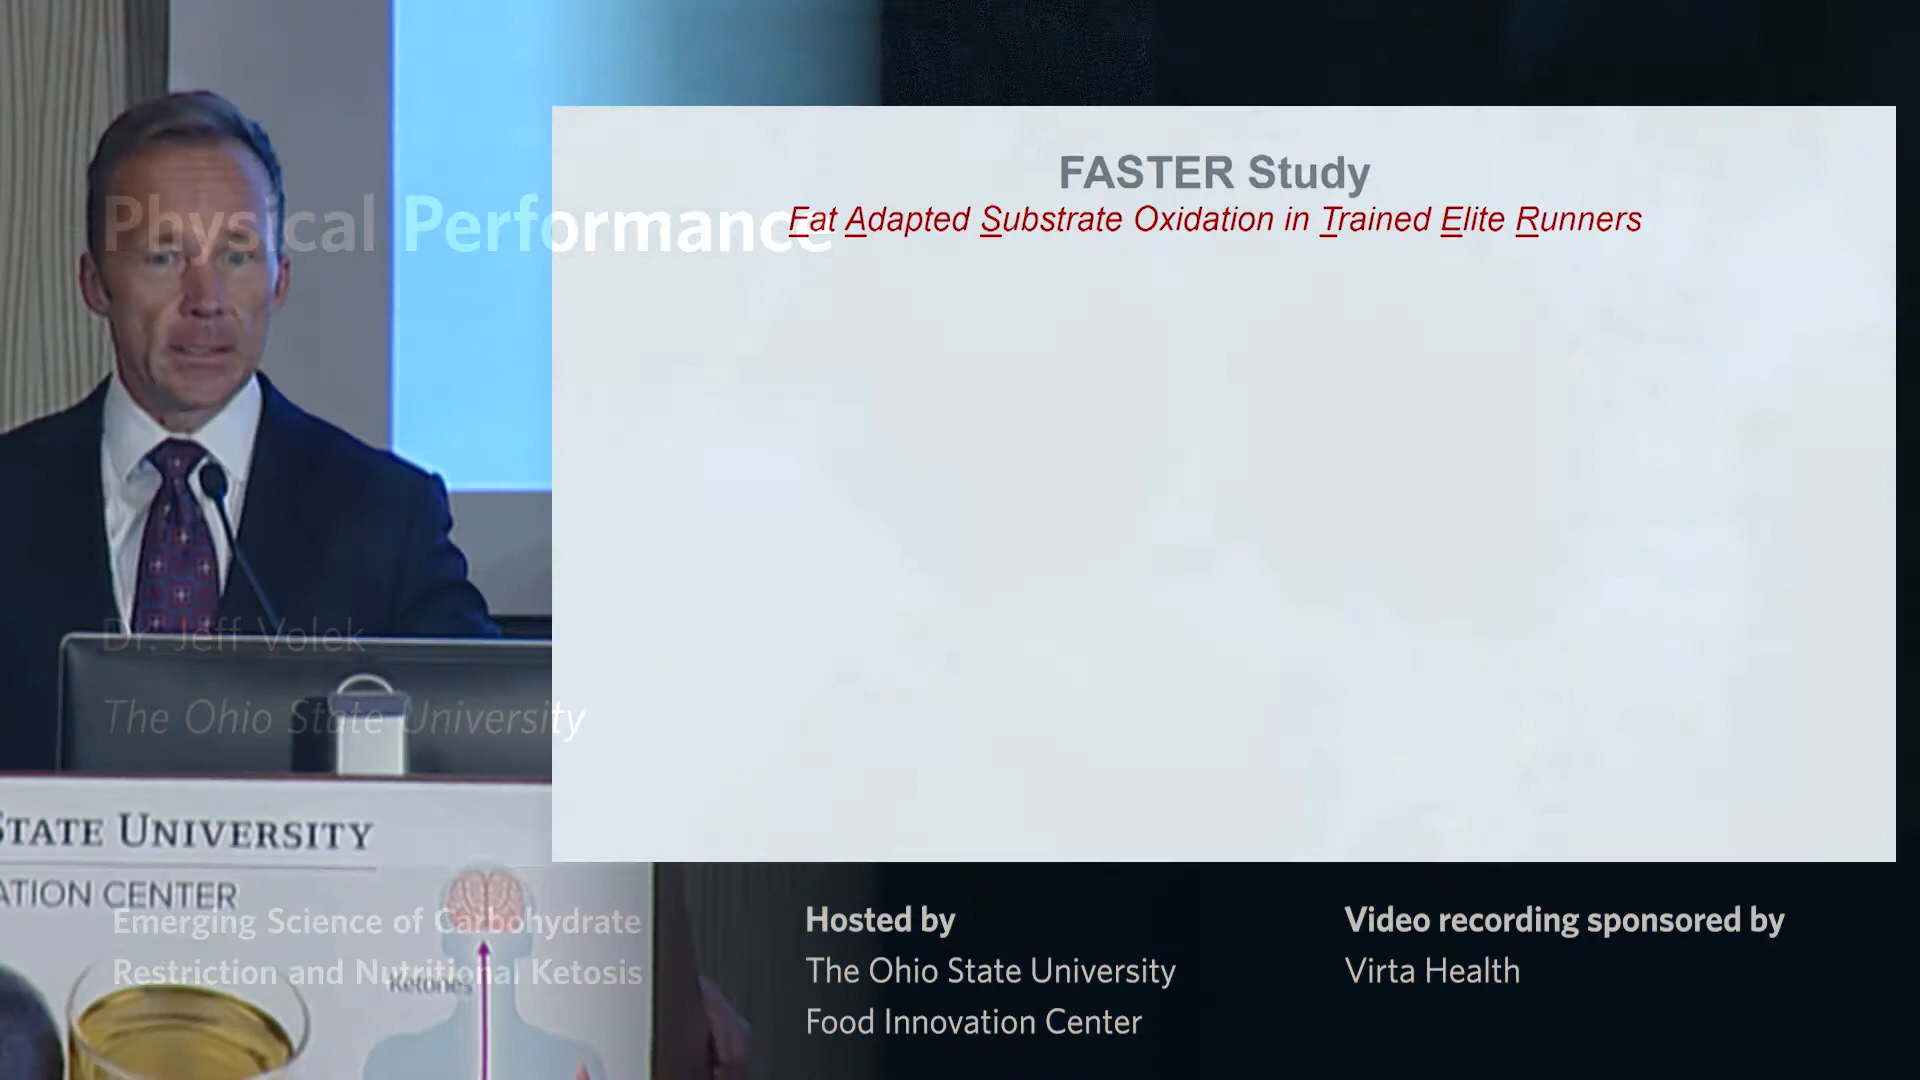 FASTER Study
Fat Adapted Substrate Oxidation in Trained Elite Runners
Physical Performance
Dr. Jeff Volek
The Ohio State University
STATE UNIVERSITY
ATION CENTER
Ketones
Emerging Science of Carbohydrate
Restriction and Nutritional Ketosis
Hosted by
The Ohio State University
Food Innovation Center
Video recording sponsored by
Virta Health